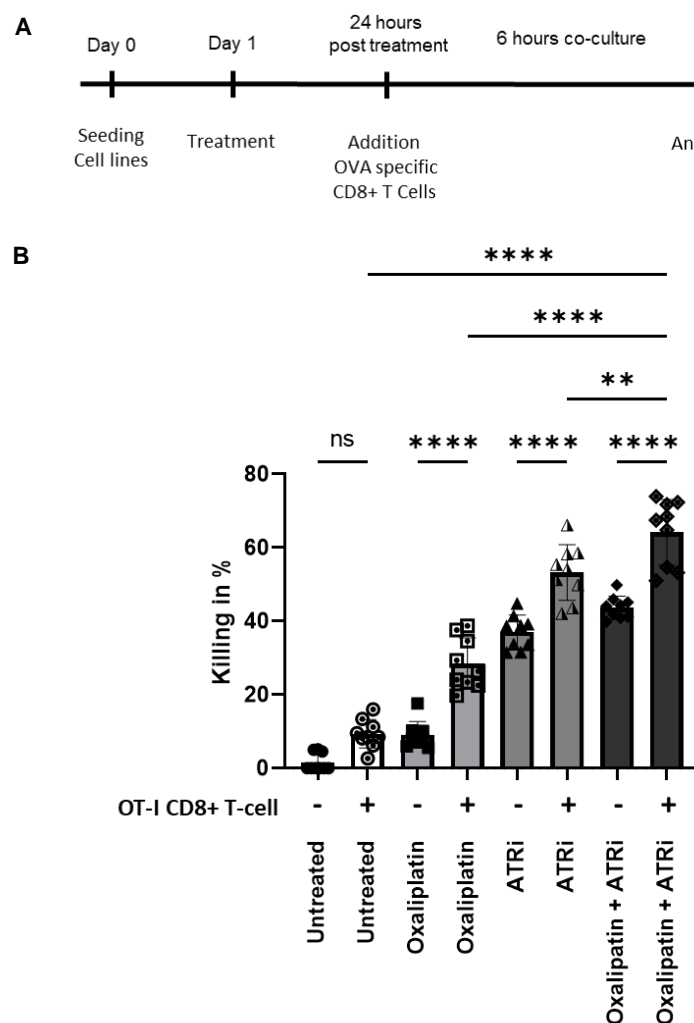 A
Day 0
Day 1
24 hours
post treatment
6 hours co-culture
Seeding
Cell lines
Treatment
Addition
OVA specific
CD8+ T Cells
An
B
****
****
**
ns
****
****
****
80
60
40
20
0
Killing in %
OT-I CD8+ T-cell
- + - + - + - +
Untreated
Untreated
Oxaliplatin
Oxaliplatin
ATRi
ATRi
Oxalipatin + ATRi
Oxalipatin + ATRi